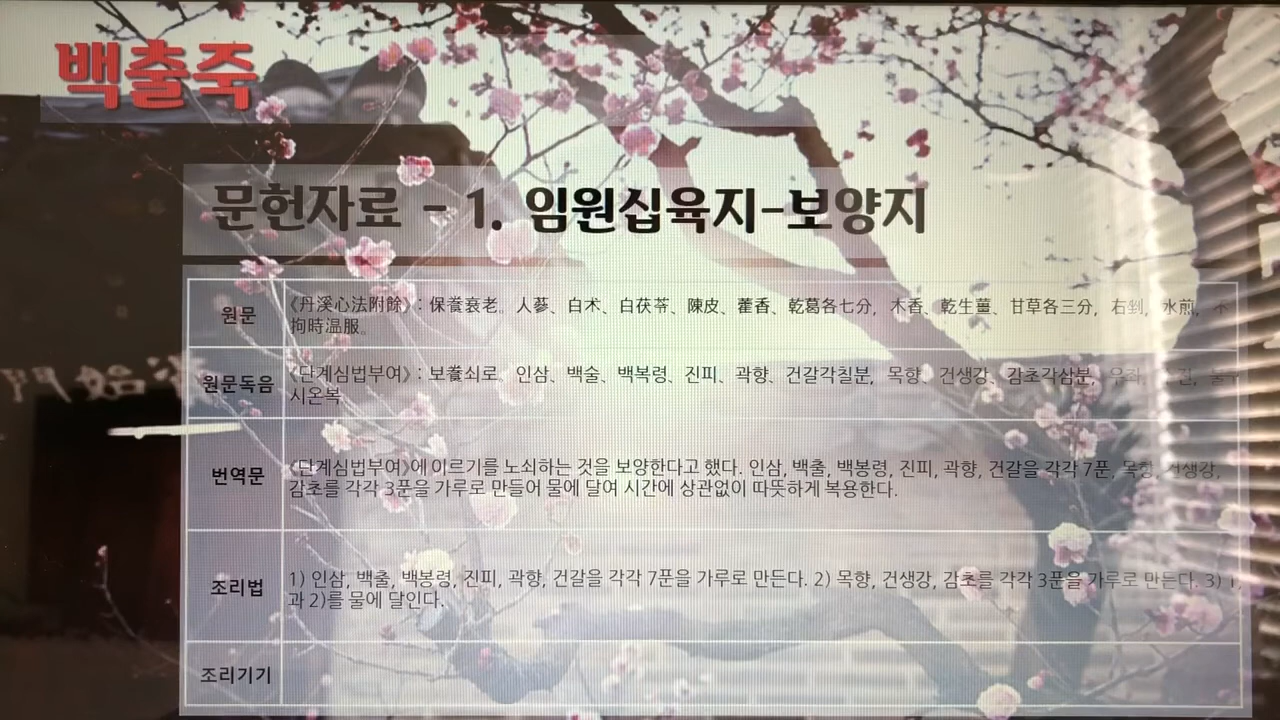 백출죽
문헌자료 - 1. 임원십육지-보양지
원문
《丹溪心法附餘》: 保養衰老。人蔘、白术、白茯苓、陳皮、藿香、乾葛各七分, 木香、乾生薑、甘草各三分, 右剉, 水煎, 不
拘時温服。
원문독음
《단계심법부여》: 보양쇠로。인삼、백출、백복령、진피、곽향、건갈각칠분, 목향、건생강、감초각삼분,
시온복
번역문
《단계심법부여》에 이르기를 노쇠하는 것을 보양한다고 했다. 인삼, 백출, 백봉령, 진피, 곽향, 건갈을 각각 7푼, 목향, 건생강,
감초를 각각 3푼을 가루로 만들어 물에 달여 시간에 상관없이 따뜻하게 복용한다.
조리법
1) 인삼, 백출, 백봉령, 진피, 곽향, 건갈을 각각 7푼을 가루로 만든다. 2) 목향, 건생강, 감초를 각각 3푼을 가루로 만든다. 3) 1)
과 2)를 물에 달인다.
조리기기